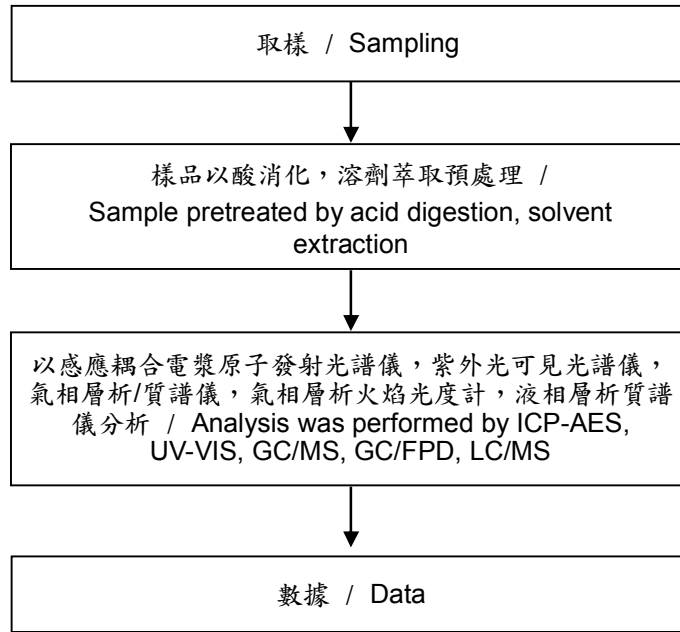 取樣 / Sampling
樣品以酸消化，溶劑萃取預處理 /
Sample pretreated by acid digestion, solvent
extraction
以感應耦合電漿原子發射光譜儀，紫外光可見光譜儀，
氣相層析/質譜儀，氣相層析火焰光度計，液相層析質譜
儀分析 / Analysis was performed by ICP-AES,
UV-VIS, GC/MS, GC/FPD, LC/MS
數據 / Data